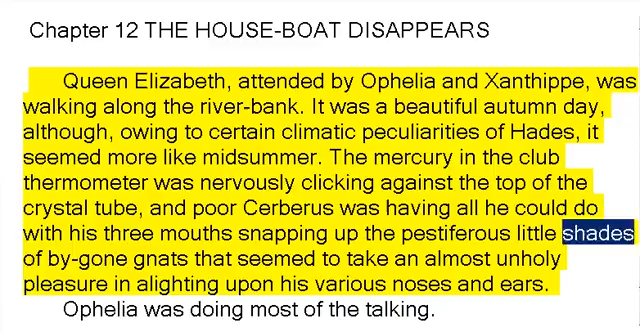 Chapter 12 THE HOUSE-BOAT DISAPPEARS
Queen Elizabeth, attended by Ophelia and Xanthippe, was
walking along the river-bank. It was a beautiful autumn day,
although, owing to certain climatic peculiarities of Hades, it
seemed more like midsummer. The mercury in the club
thermometer was nervously clicking against the top of the
crystal tube, and poor Cerberus was having all he could do
with his three mouths snapping up the pestiferous little shades
of by-gone gnats that seemed to take an almost unholy
pleasure in alighting upon his various noses and ears.
Ophelia was doing most of the talking.